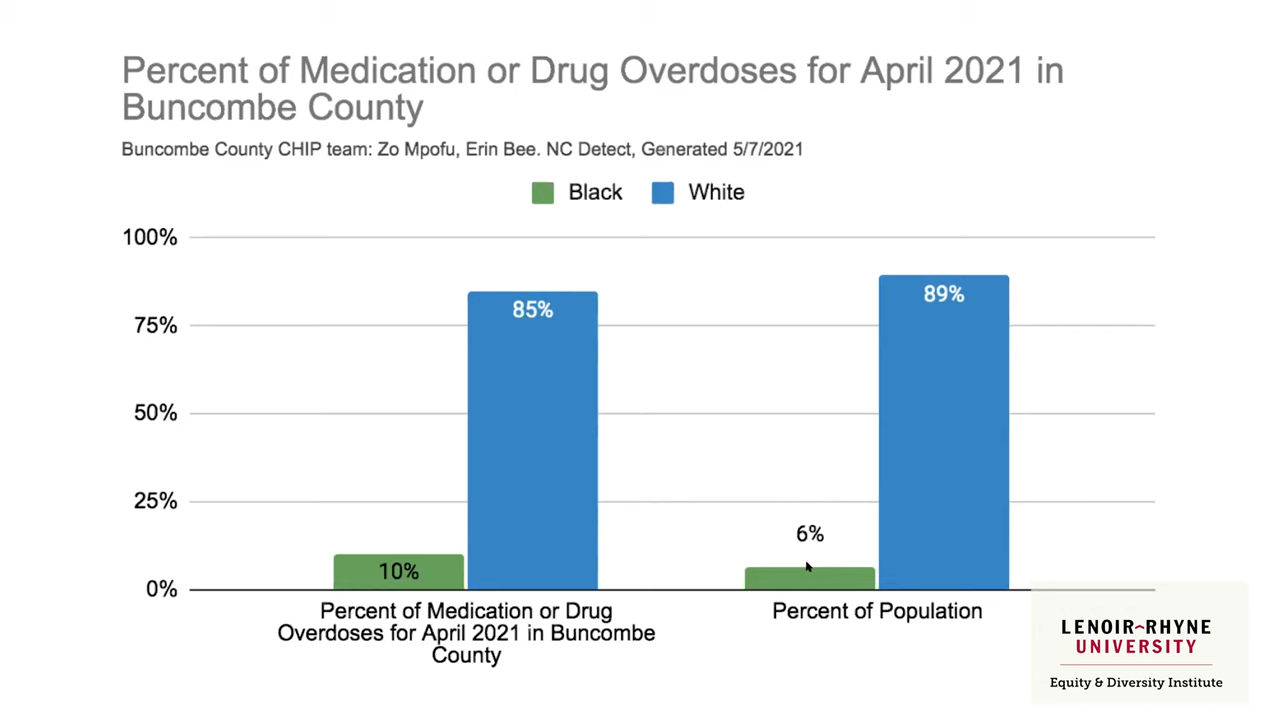 Percent of Medication or Drug Overdoses for April 2021 in
Buncombe County
Buncombe County CHIP team: Zo Mpofu, Erin Bee. NC Detect, Generated 5/7/2021
Black
White
100%
75%
50%
25%
0%
10%
85%
6%
89%
Percent of Medication or Drug
Overdoses for April 2021 in Buncombe
County
Percent of Population
LENOIR-RHYNE
UNIVERSITY
Equity & Diversity Institute